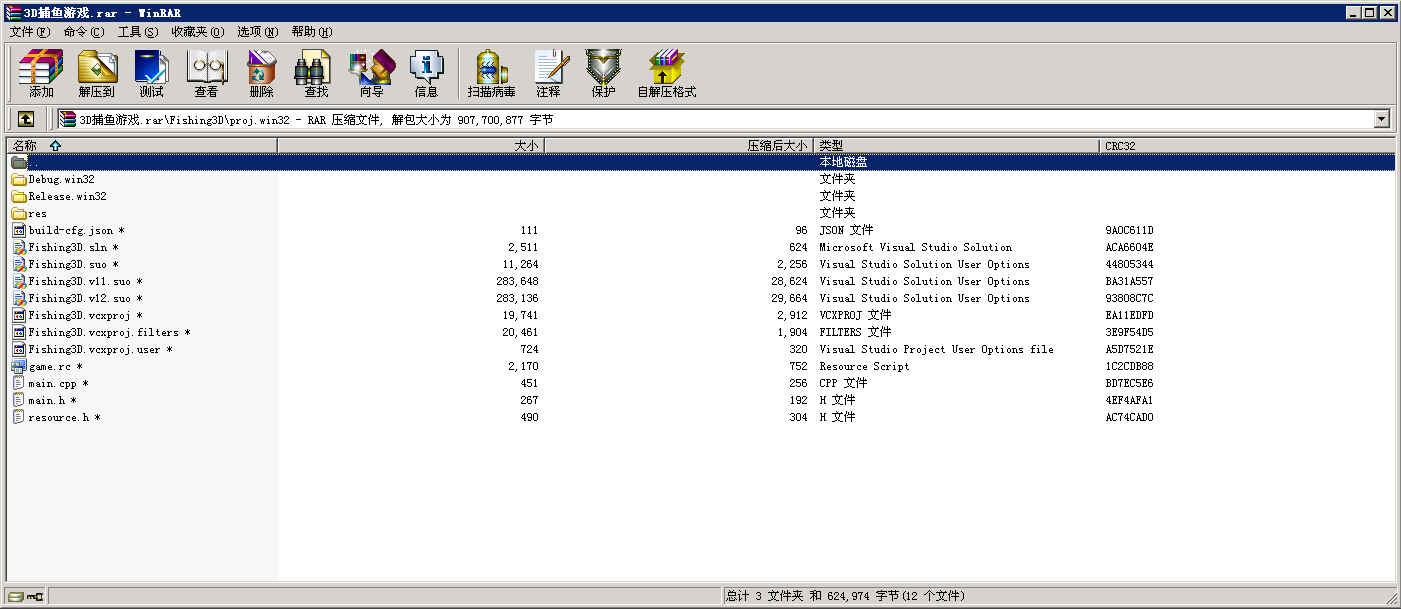 3D捕鱼游戏.rar - WinRAR
文件(F) 命令(C) 工具(S) 收藏夹(O) 选项(N) 帮助(H)
添加 解压到 测试 查看 删除 查找 向导 信息 扫描病毒 注释 保护 自解压格式
3D捕鱼游戏.rar\Fishing3D\proj.win32 - RAR 压缩文件, 解包大小为 907,700,877 字节
名称 大小 压缩后大小 类型 CRC32
.. 本地磁盘
Debug.win32 文件夹
Release.win32 文件夹
res 文件夹
build-cfg.json * 111 96 JSON 文件 9A0C611D
Fishing3D.sln * 2,511 624 Microsoft Visual Studio Solution ACA6604E
Fishing3D.suo * 11,264 2,256 Visual Studio Solution User Options 44805344
Fishing3D.v11.suo * 283,648 28,624 Visual Studio Solution User Options BA31A557
Fishing3D.v12.suo * 283,136 29,664 Visual Studio Solution User Options 93808C7C
Fishing3D.vcxproj * 19,741 2,912 VCXPROJ 文件 EA11EDFD
Fishing3D.vcxproj.filters * 20,461 1,904 FILTERS 文件 3E9F54D5
Fishing3D.vcxproj.user * 724 320 Visual Studio Project User Options file A5D7521E
game.rc * 2,170 752 Resource Script 1C2CDB88
main.cpp * 451 256 CPP 文件 BD7EC5E6
main.h * 267 192 H 文件 4EF4AFA1
resource.h * 490 304 H 文件 AC74CAD0
总计 3 文件夹 和 624,974 字节(12 个文件)